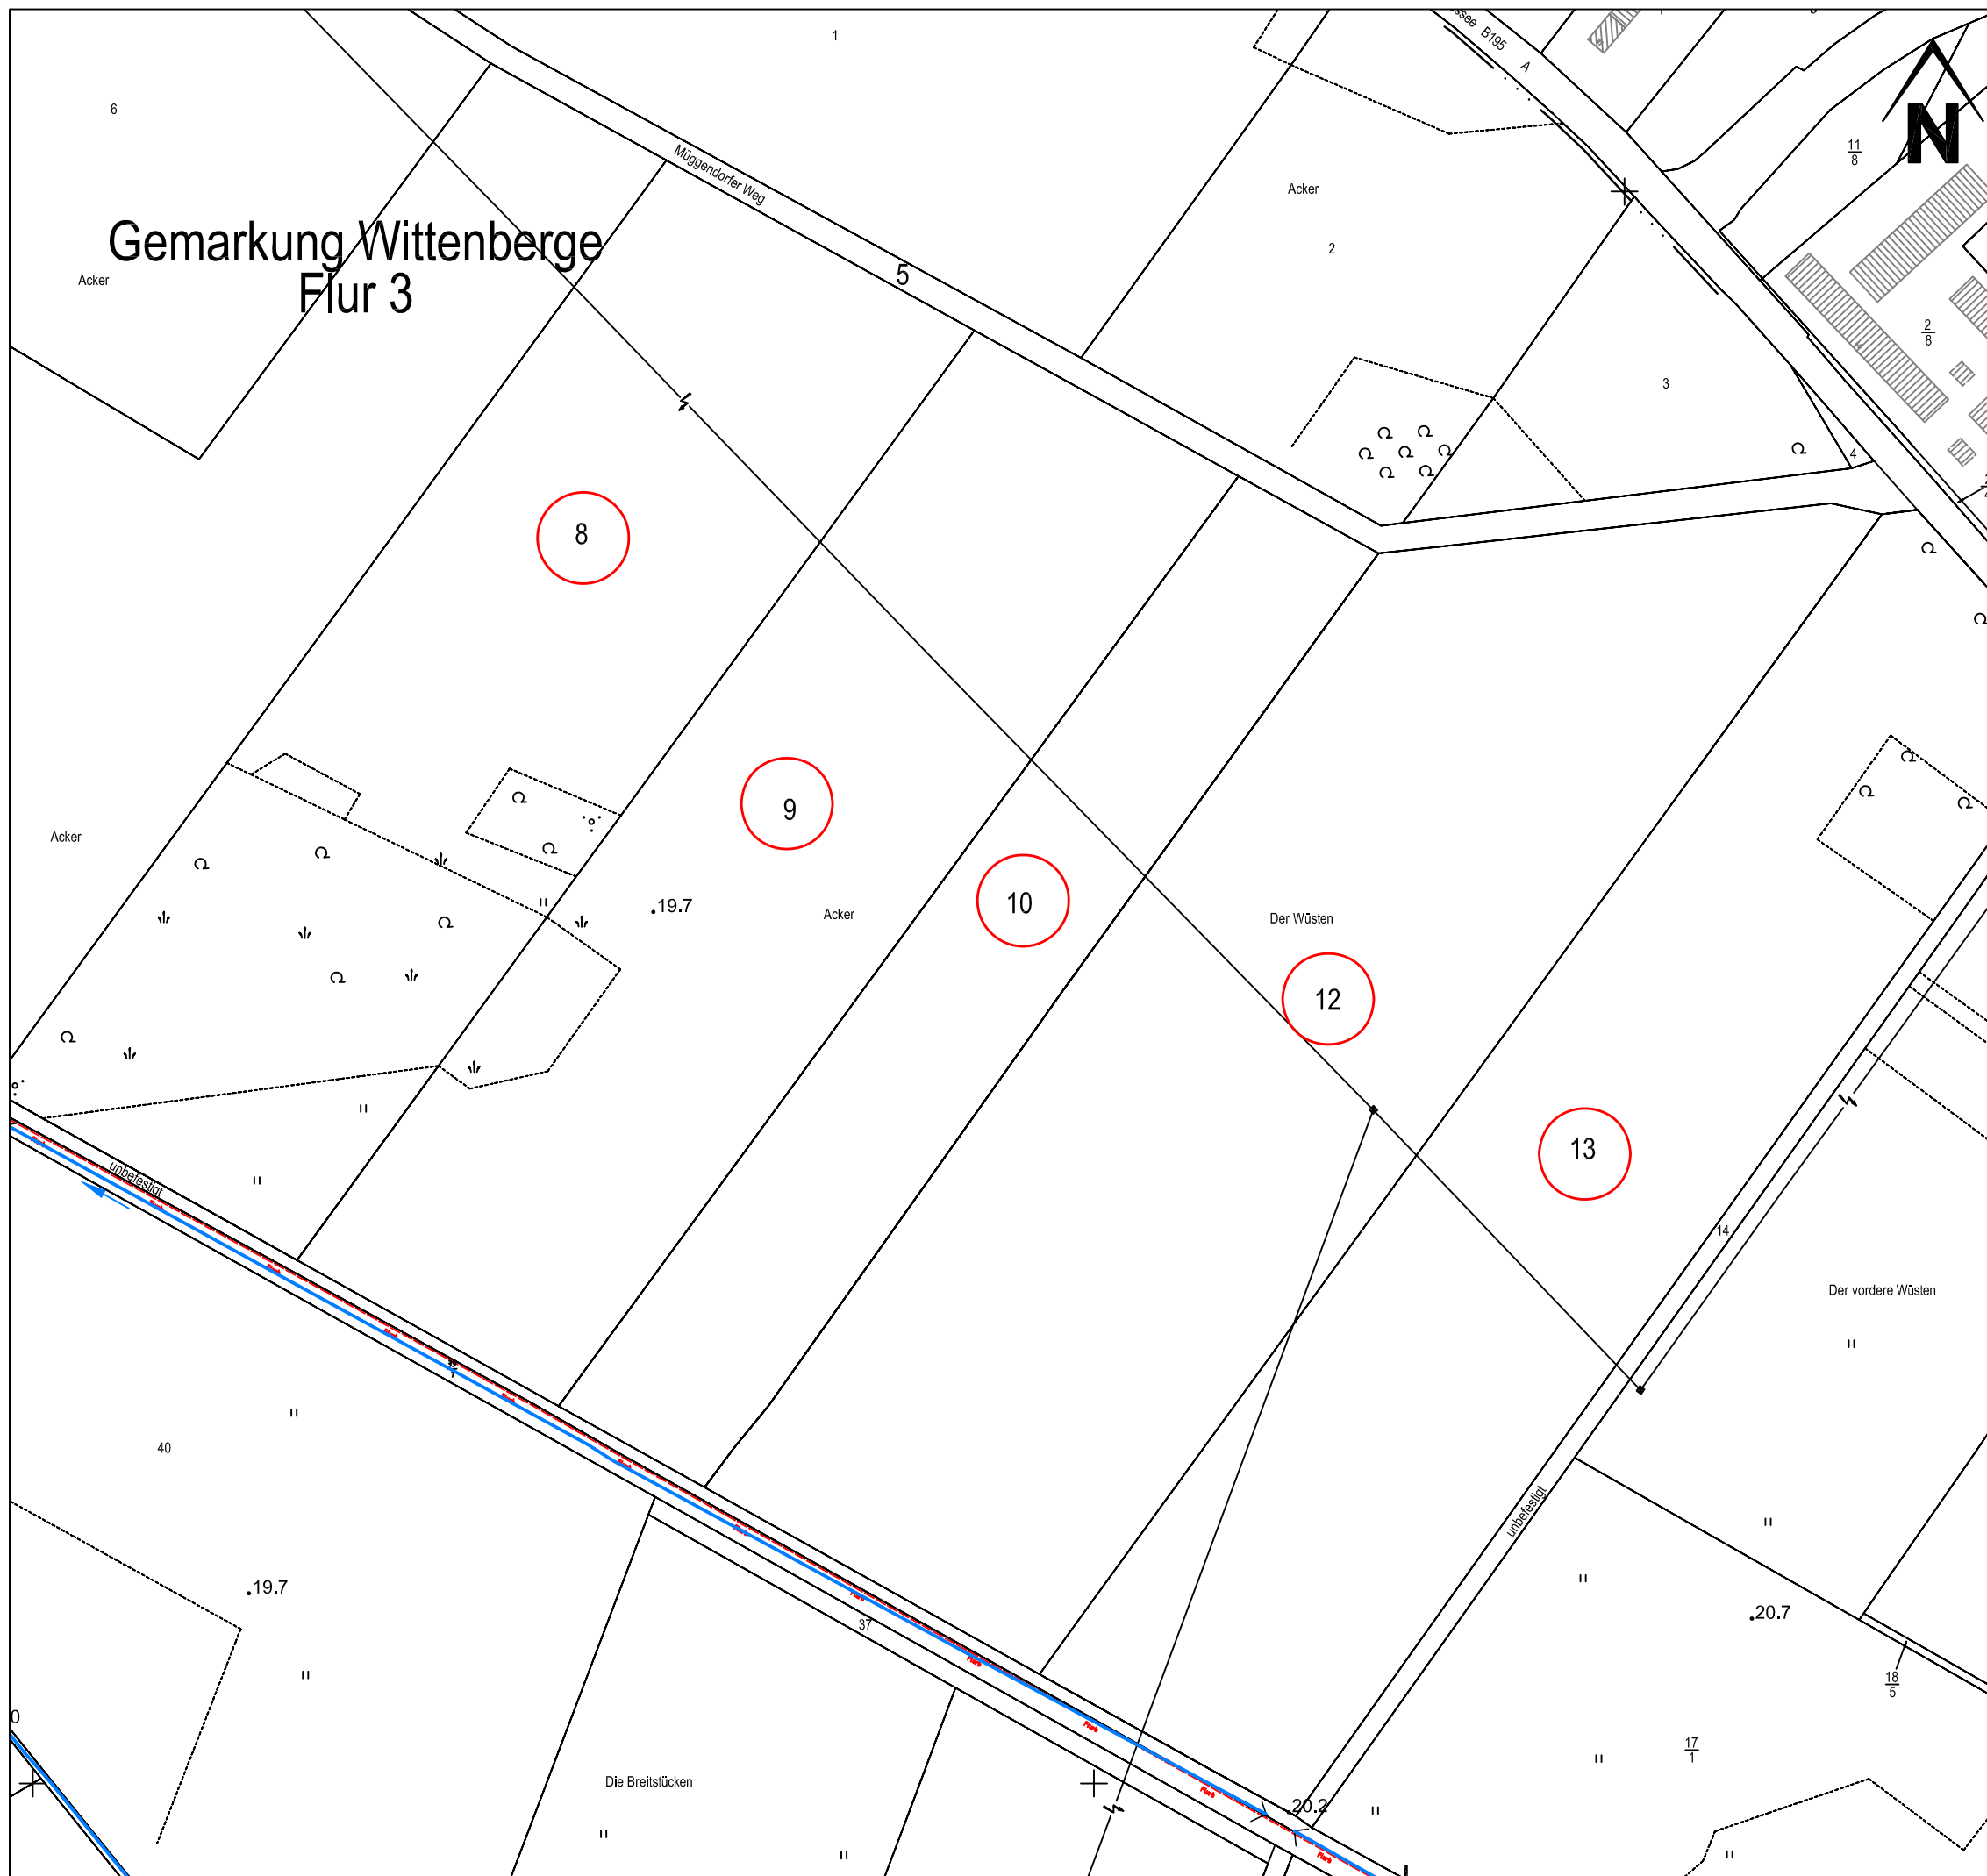 1
ssee B195 A
6
N
11
8
Müggendorfer Weg
Acker
Gemarkung Wittenberge
Flur 3
2
5
Acker
2
8
3
4
8
9
Acker
10
19.7
Acker
Der Wüsten
12
13
unbefestigt
14
Der vordere Wüsten
40
unbefestigt
19.7
20.7
37
18
5
0
17
1
Die Breitstücken
20.2